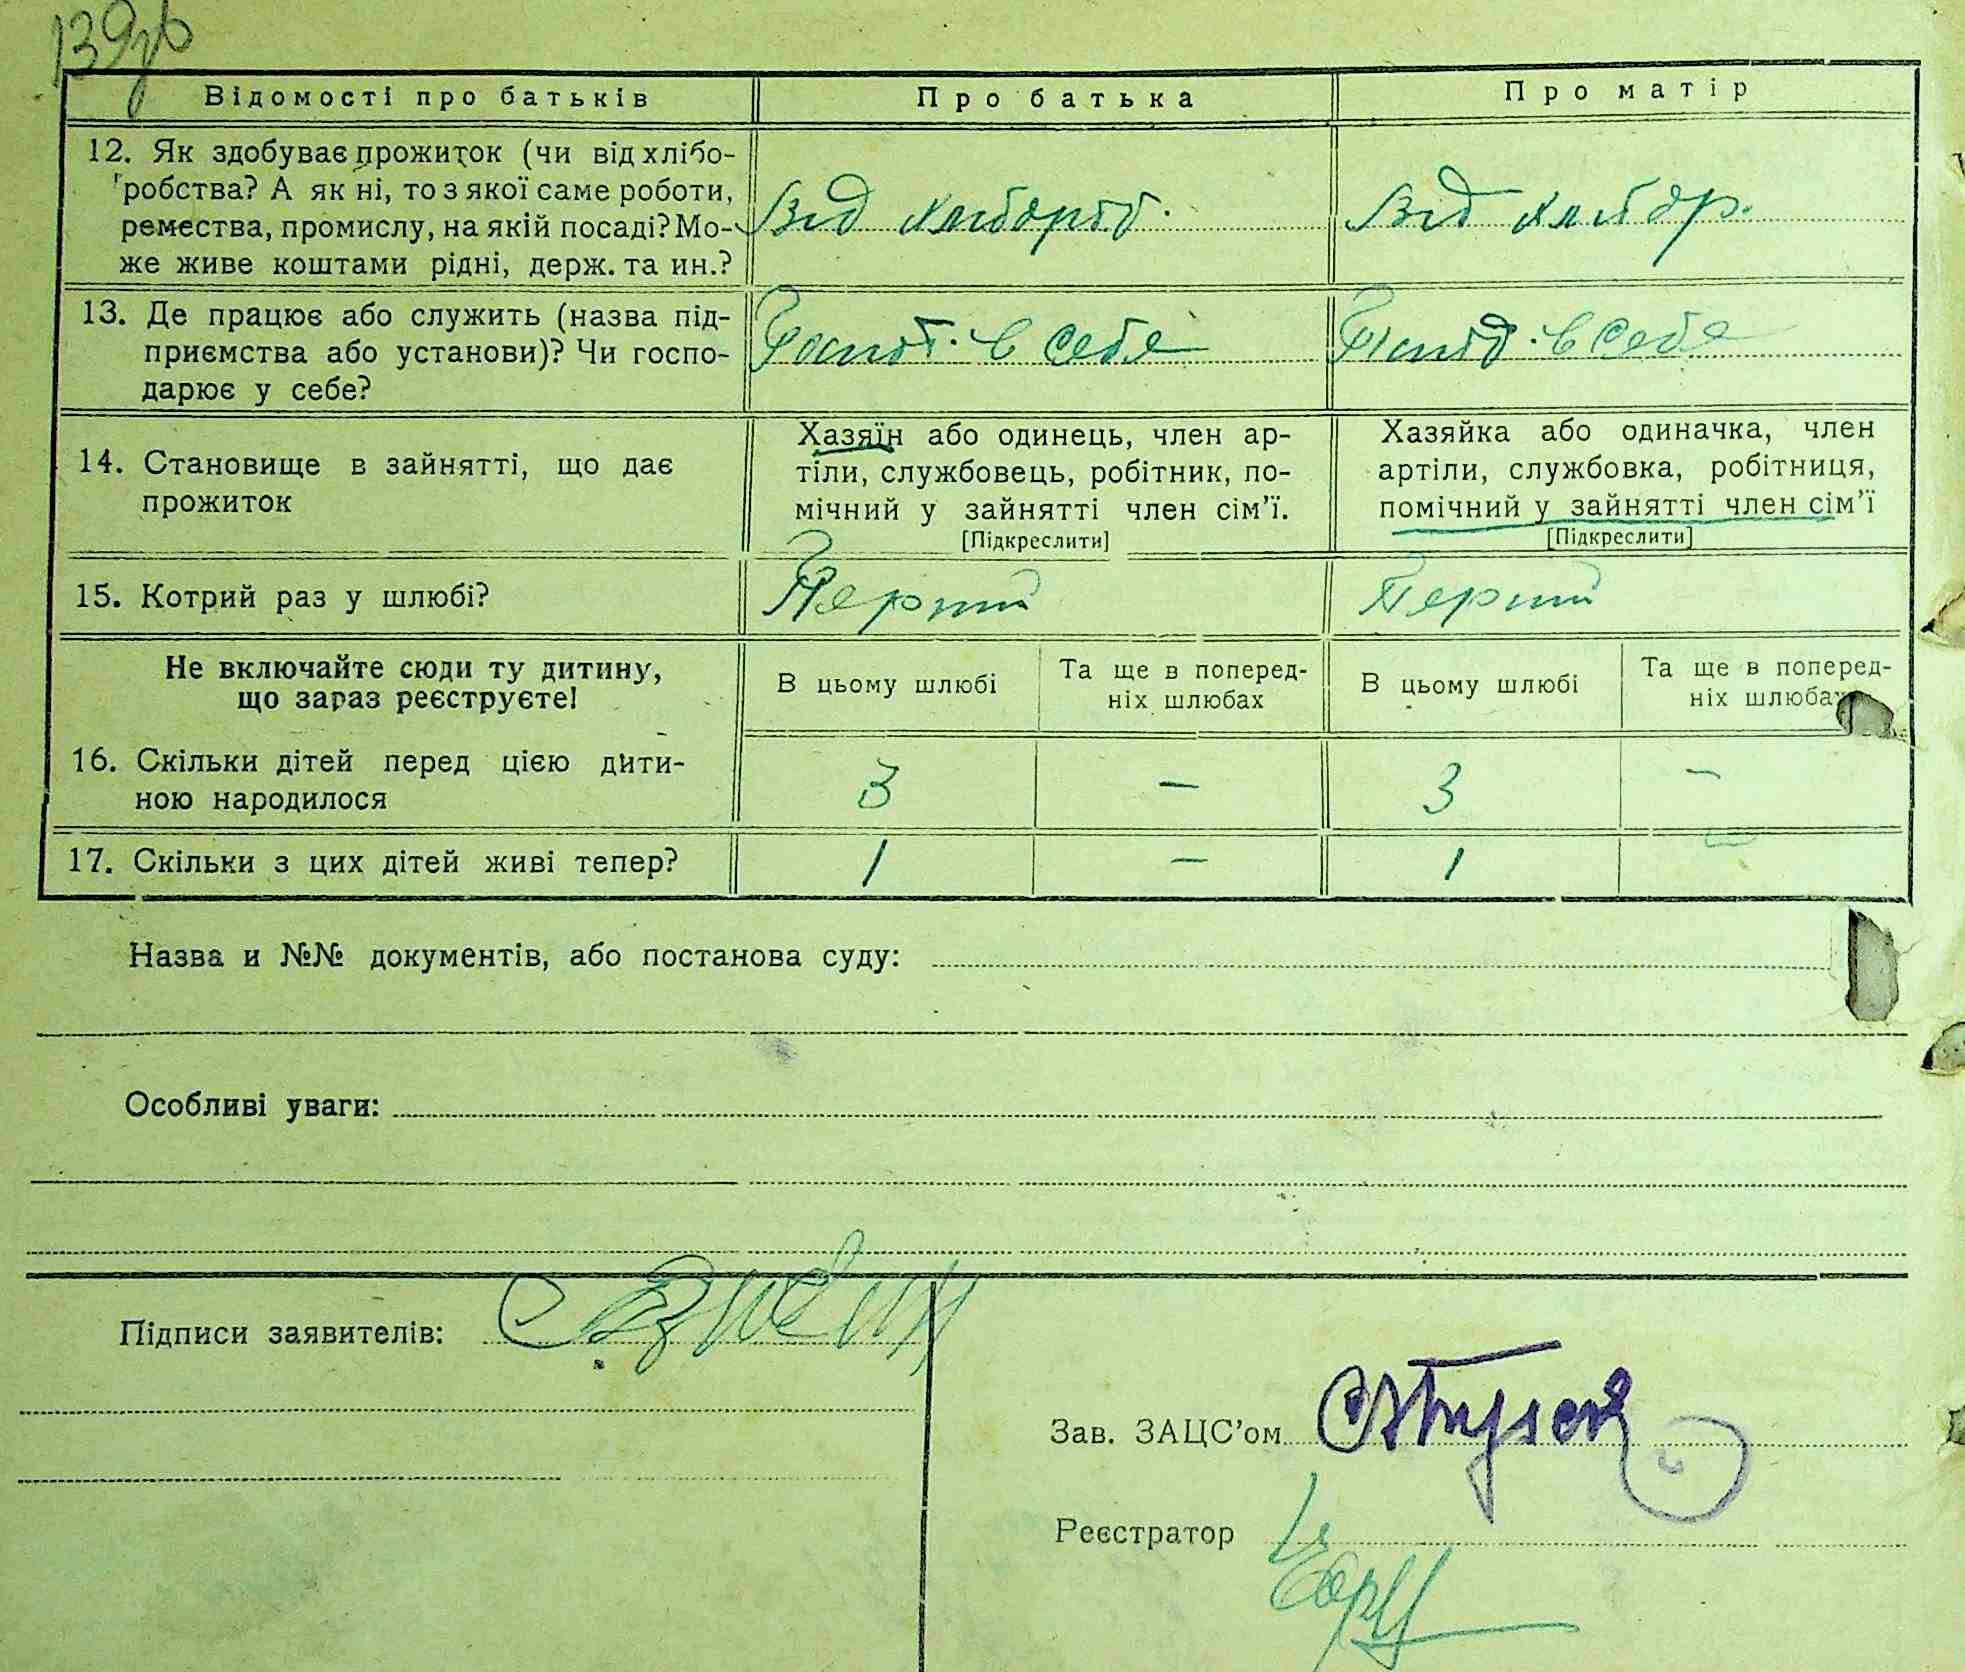 139зв
Відомості про батьків Про батька Про матір
12. Як здобуває прожиток (чи від хлібо-
робства? А як ні, то з якої саме роботи,
ремества, промислу, на якій посаді? Мо-
же живе коштами рідні, держ. та ин.?
Від хлібороб. Від хлібор.
13. Де працює або служить (назва під-
приємства або установи)? Чи госпо-
дарює у себе?
в себе в себе
14. Становище в зайнятті, що дає
прожиток
Хазяїн або одинець, член ар-
тіли, службовець, робітник, по-
мічний у зайнятті член сім'ї.
[Підкреслити]
Хазяйка або одиначка, член
артіли, службовка, робітниця,
помічний у зайнятті член сім'ї
[Підкреслити]
15. Котрий раз у шлюбі? Перший Перший
Не включайте сюди ту дитину,
що зараз реєструєте!
В цьому шлюбі
Та ще в поперед-
ніх шлюбах
В цьому шлюбі
Та ще в поперед-
ніх шлюбах
16. Скільки дітей перед цією дити-
ною народилося
3 — 3 —
17. Скільки з цих дітей живі тепер? 1 — 1
Назва и №№ документів, або постанова суду:
Особливі уваги:
Підписи заявителів:
Зав. ЗАЦС'ом
Реєстратор